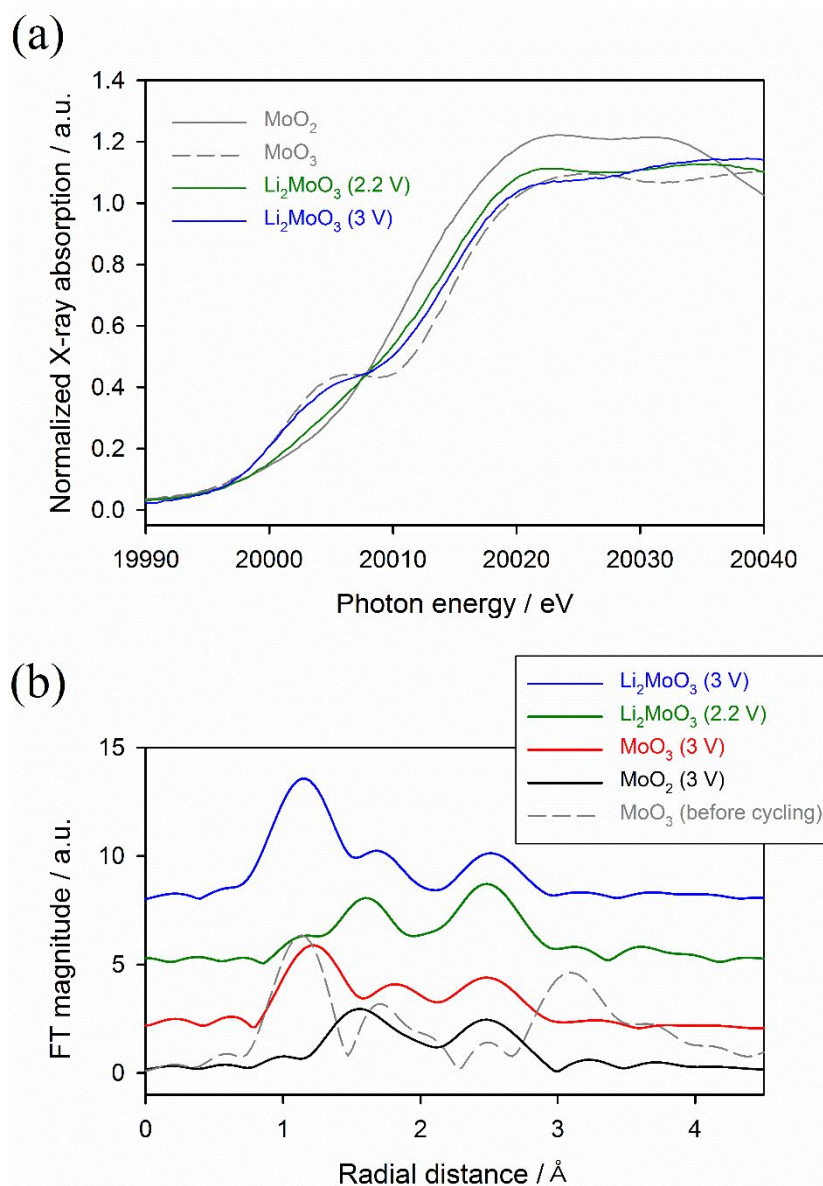 (a)
Normalized X-ray absorption / a.u.
1.4
1.2
1.0
0.8
0.6
0.4
0.2
0.0
MoO₂
MoO₃
Li₂MoO₃ (2.2 V)
Li₂MoO₃ (3 V)
19990 20000 20010 20020 20030 20040
Photon energy / eV
(b)
Li₂MoO₃ (3 V)
Li₂MoO₃ (2.2 V)
MoO₃ (3 V)
MoO₂ (3 V)
MoO₃ (before cycling)
FT magnitude / a.u.
15
10
5
0
0 1 2 3 4
Radial distance / Å